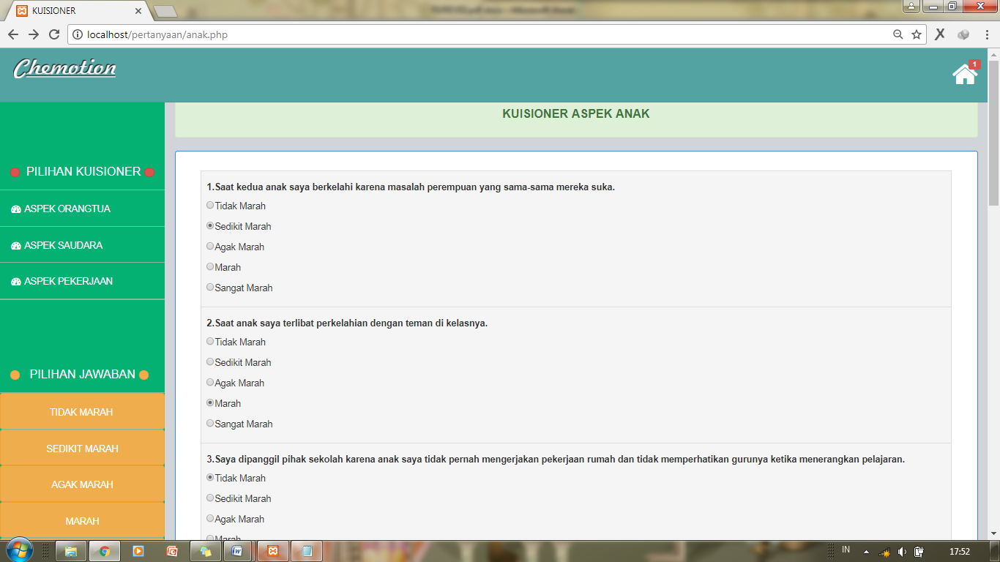 KUISIONER
localhost/pertanyaan/anak.php
Chemotion
1
KUISIONER ASPEK ANAK
PILIHAN KUISIONER
ASPEK ORANGTUA
ASPEK SAUDARA
ASPEK PEKERJAAN
PILIHAN JAWABAN
TIDAK MARAH
SEDIKIT MARAH
AGAK MARAH
MARAH
1.Saat kedua anak saya berkelahi karena masalah perempuan yang sama-sama mereka suka.
Tidak Marah
Sedikit Marah
Agak Marah
Marah
Sangat Marah
2.Saat anak saya terlibat perkelahian dengan teman di kelasnya.
Tidak Marah
Sedikit Marah
Agak Marah
Marah
Sangat Marah
3.Saya dipanggil pihak sekolah karena anak saya tidak pernah mengerjakan pekerjaan rumah dan tidak memperhatikan gurunya ketika menerangkan pelajaran.
Tidak Marah
Sedikit Marah
Agak Marah
Marah
IN
17:52